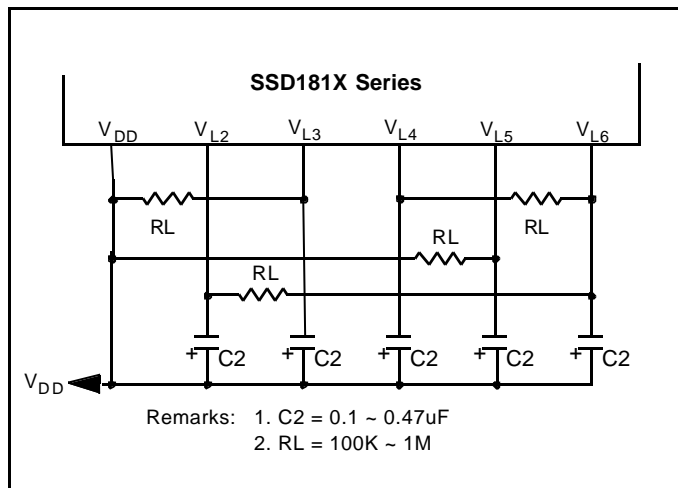 SSD181X Series
VDD VL2 VL3 VL4 VL5 VL6
RL RL
RL
RL
+ C2 + C2 + C2 + C2 + C2
VDD
Remarks: 1. C2 = 0.1 ~ 0.47uF
2. RL = 100K ~ 1M